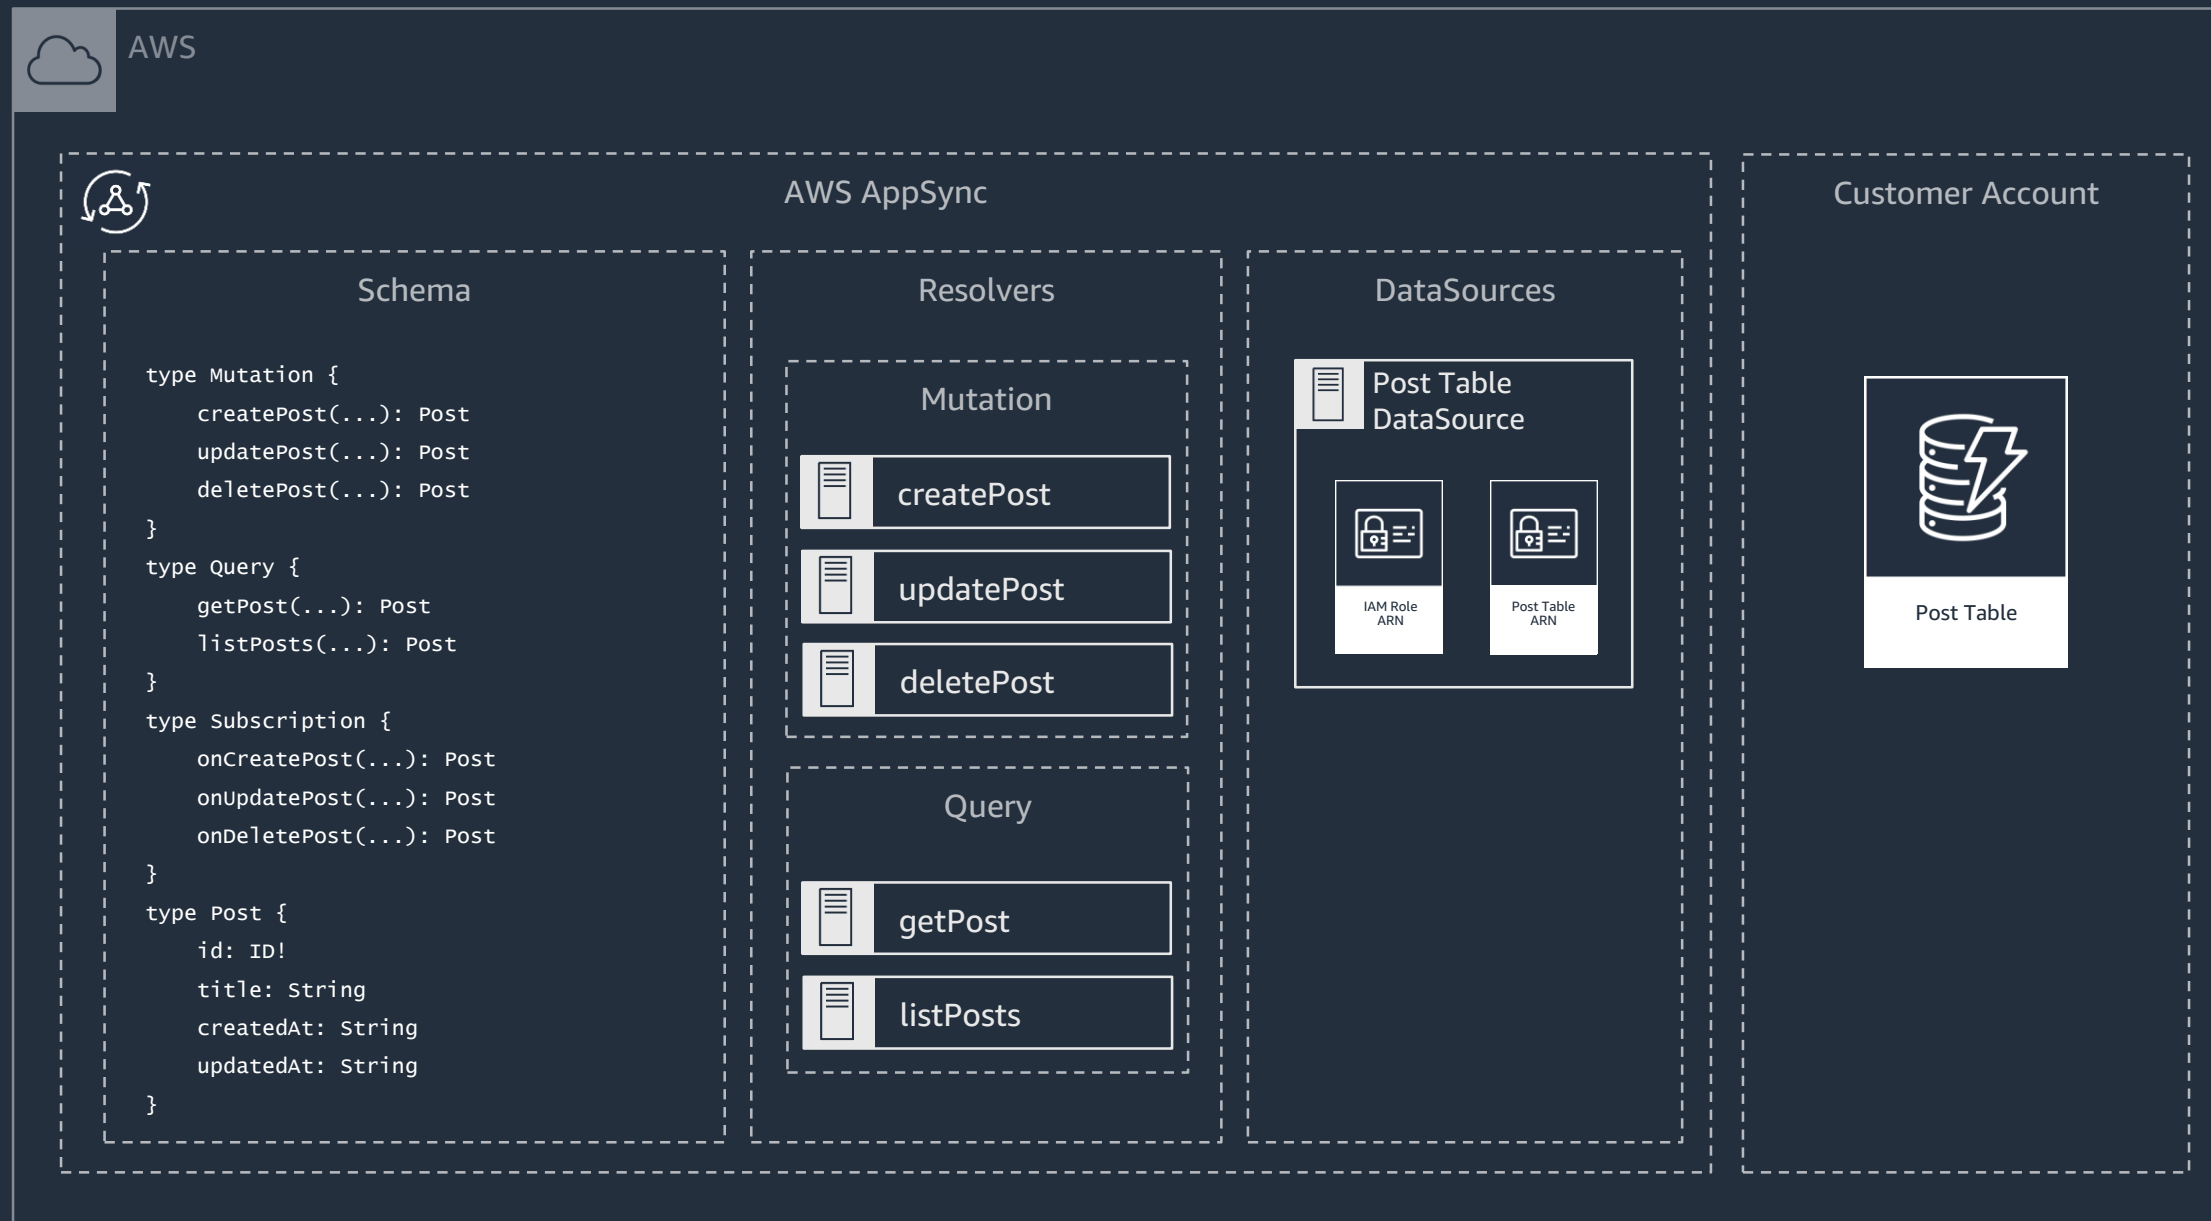 AWS
AWS AppSync
Customer Account
Schema
type Mutation {
createPost(...): Post
updatePost(...): Post
deletePost(...): Post
}
type Query {
getPost(...): Post
listPosts(...): Post
}
type Subscription {
onCreatePost(...): Post
onUpdatePost(...): Post
onDeletePost(...): Post
}
type Post {
id: ID!
title: String
createdAt: String
updatedAt: String
}
Resolvers
Mutation
createPost
updatePost
deletePost
Query
getPost
listPosts
DataSources
Post Table
DataSource
IAM Role
ARN
Post Table
ARN
Post Table